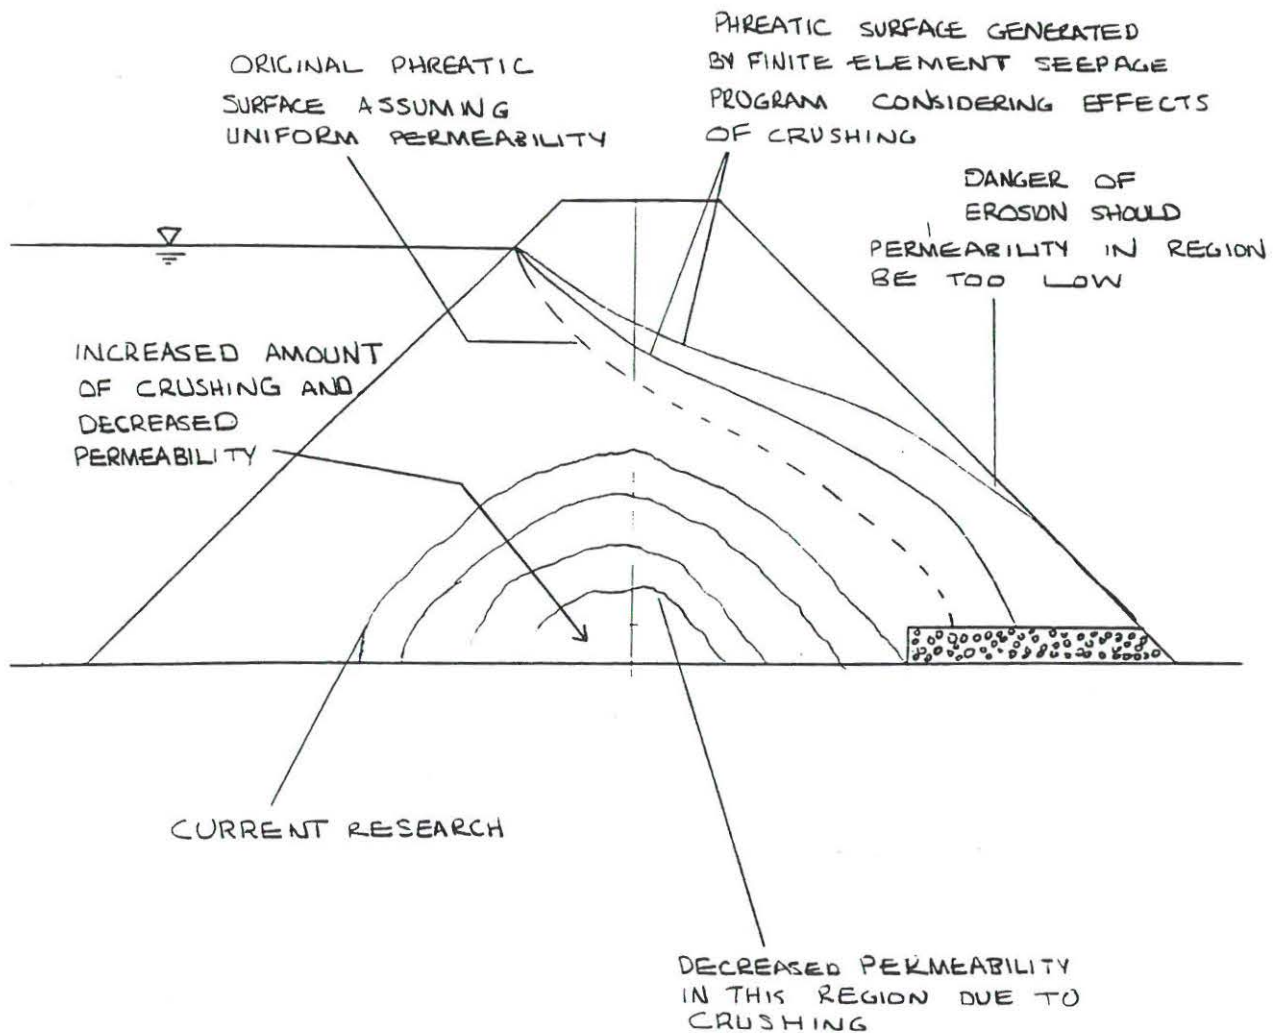 ORIGINAL PHREATIC
SURFACE ASSUMING
UNIFORM PERMEABILITY
PHREATIC SURFACE GENERATED
BY FINITE ELEMENT SEEPAGE
PROGRAM CONSIDERING EFFECTS
OF CRUSHING
DANGER OF
EROSION SHOULD
PERMEABILITY IN REGION
BE TOO LOW
INCREASED AMOUNT
OF CRUSHING AND
DECREASED
PERMEABILITY
CURRENT RESEARCH
DECREASED PERMEABILITY
IN THIS REGION DUE TO
CRUSHING